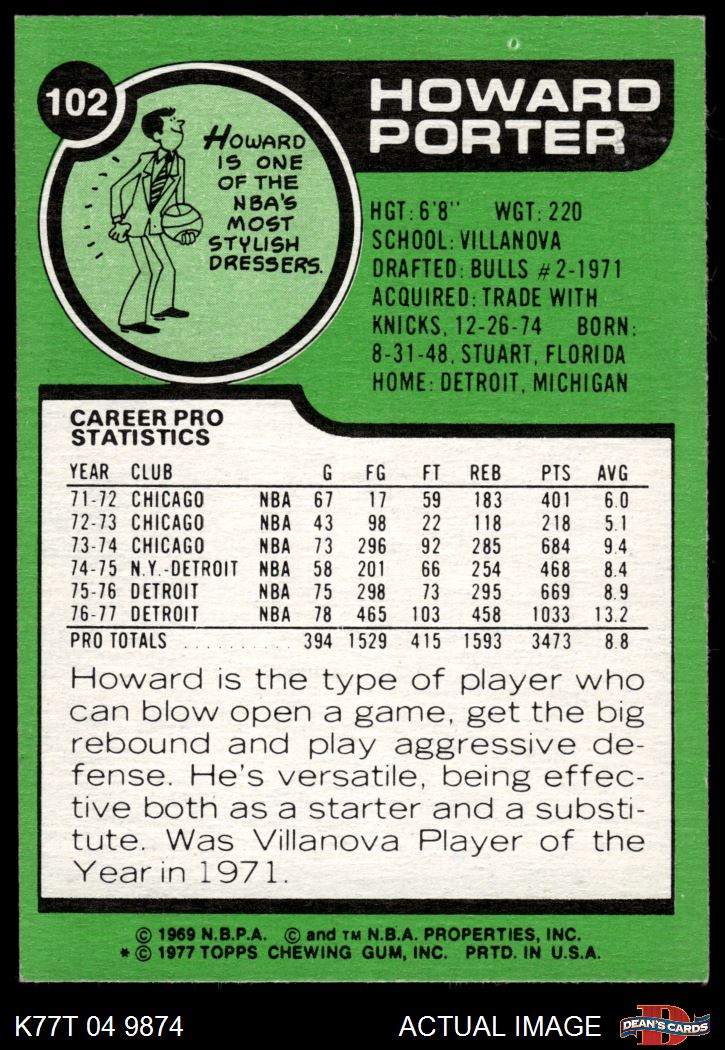 102
HOWARD
PORTER
HOWARD
IS ONE
OF THE
NBA'S
MOST
STYLISH
DRESSERS.
HGT: 6'8" WGT: 220
SCHOOL: VILLANOVA
DRAFTED: BULLS #2-1971
ACQUIRED: TRADE WITH
KNICKS, 12-26-74 BORN:
8-31-48, STUART, FLORIDA
HOME: DETROIT, MICHIGAN
CAREER PRO
STATISTICS
YEAR CLUB G FG FT REB PTS AVG
71-72 CHICAGO NBA 67 17 59 183 401 6.0
72-73 CHICAGO NBA 43 98 22 118 218 5.1
73-74 CHICAGO NBA 73 296 92 285 684 9.4
74-75 N.Y.-DETROIT NBA 58 201 66 254 468 8.4
75-76 DETROIT NBA 75 298 73 295 669 8.9
76-77 DETROIT NBA 78 465 103 458 1033 13.2
PRO TOTALS . . . . . . . . . . 394 1529 415 1593 3473 8.8
Howard is the type of player who
can blow open a game, get the big
rebound and play aggressive de-
fense. He's versatile, being effec-
tive both as a starter and a substi-
tute. Was Villanova Player of the
Year in 1971.
© 1969 N.B.P.A. © and TM N.B.A. PROPERTIES, INC.
* © 1977 TOPPS CHEWING GUM, INC. PRTD. IN U.S.A.
K77T 04 9874 ACTUAL IMAGE
D
DEAN'S CARDS